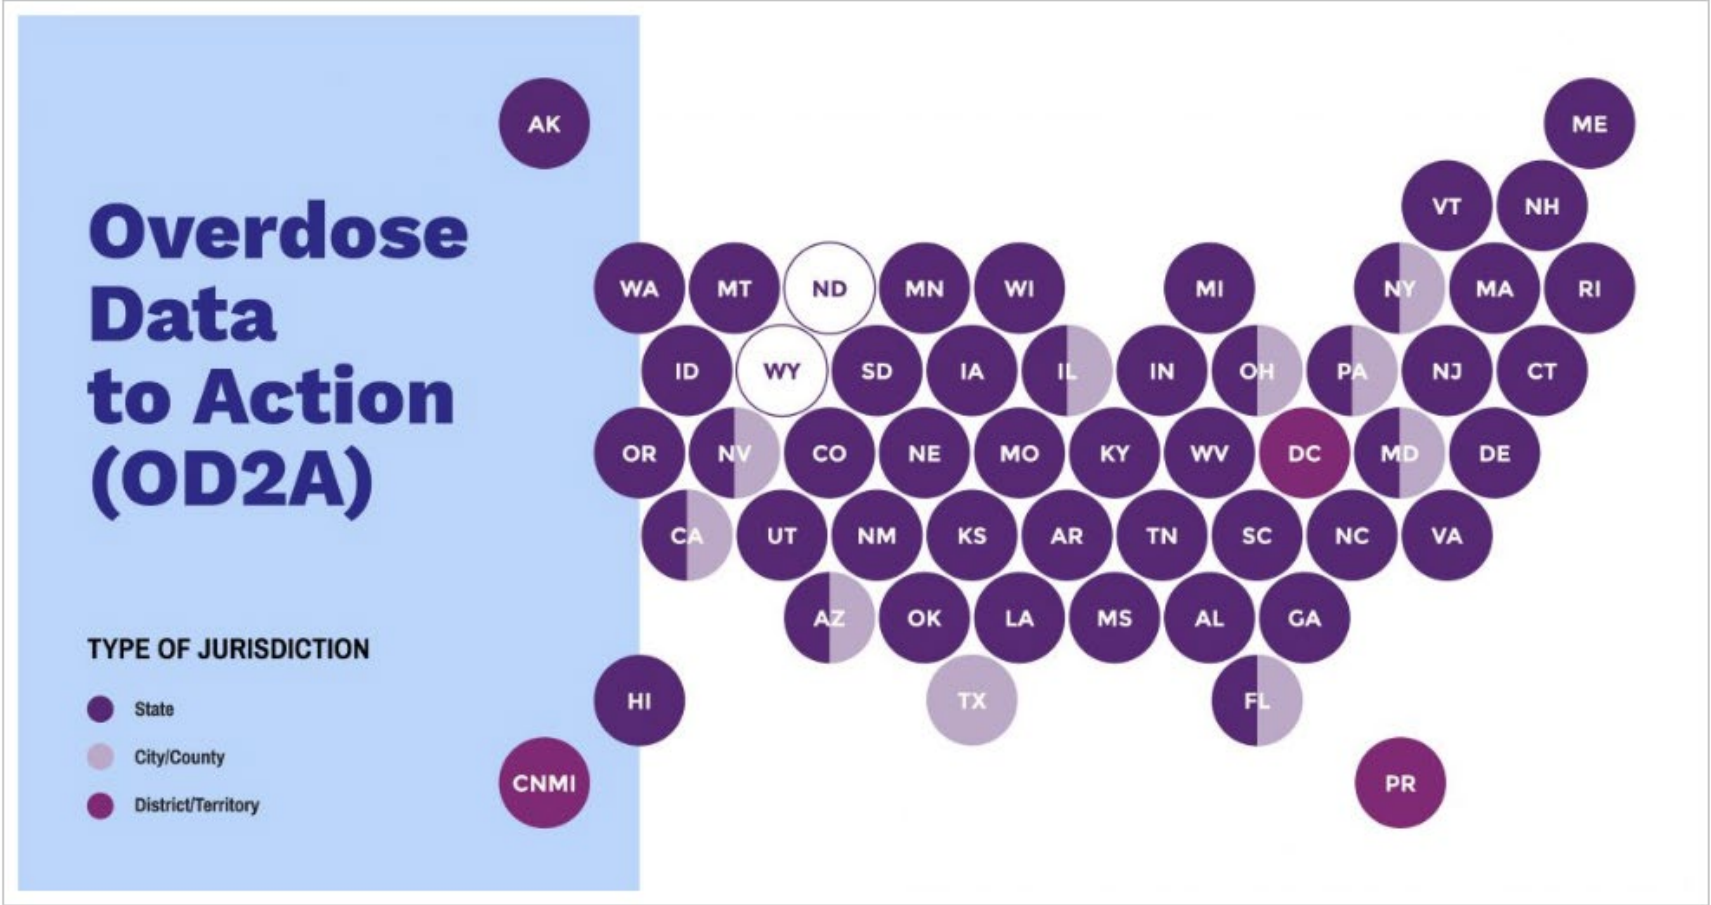 Overdose
Data
to Action
(OD2A)
TYPE OF JURISDICTION
State
City/County
District/Territory
AK ME
VT NH
WA MT ND MN WI MI NY MA RI
ID WY SD IA IL IN OH PA NJ CT
OR NV CO NE MO KY WV DC MD DE
CA UT NM KS AR TN SC NC VA
AZ OK LA MS AL GA
HI TX FL
CNMI PR